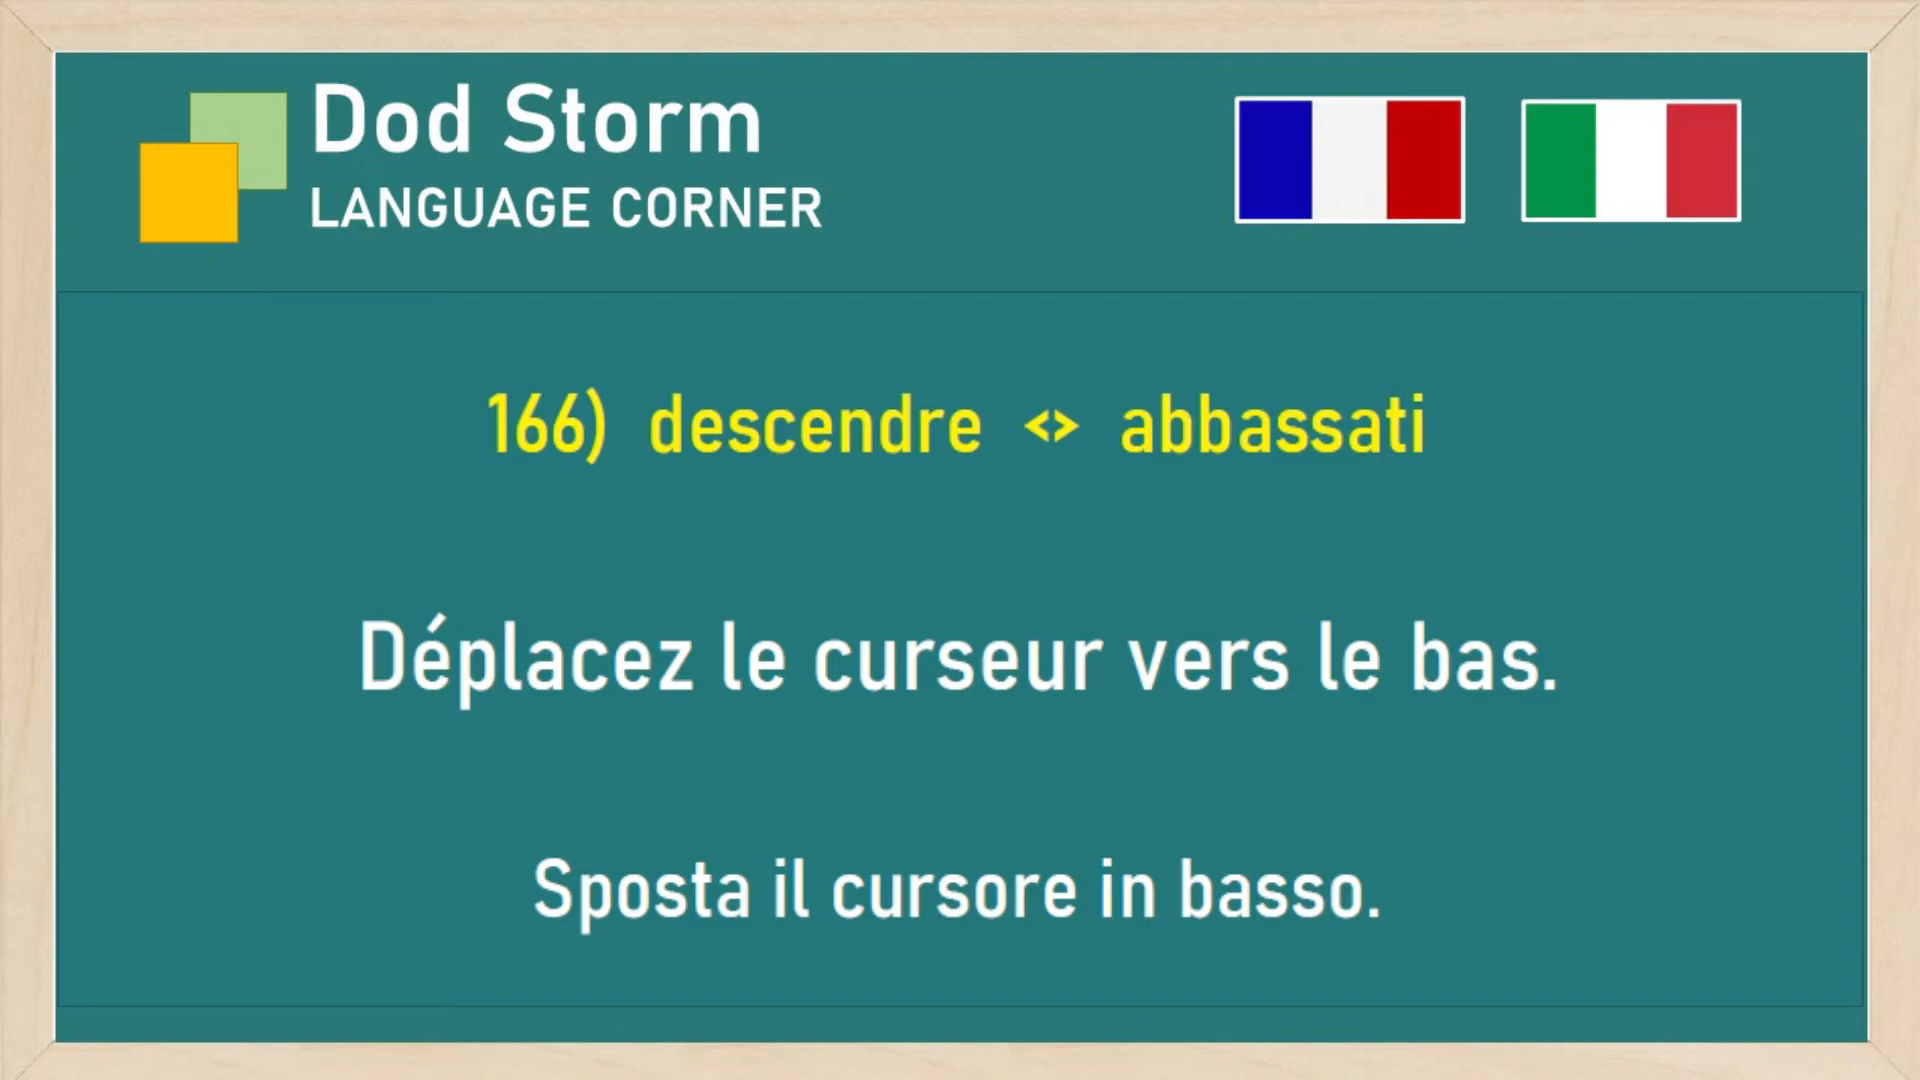 Dod Storm
LANGUAGE CORNER
166) descendre <> abbassati
Déplacez le curseur vers le bas.
Sposta il cursore in basso.